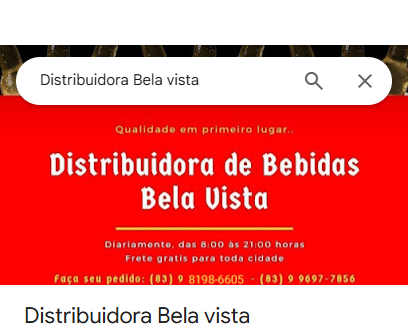 Distribuidora Bela vista
Qualidade em primeiro lugar..
Distribuidora de Bebidas
Bela Vista
Diariamente, das 8:00 às 21:00 horas
Frete gratis para toda cidade
Faça seu pedido: (83) 9 8198-6605 - (83) 9 9697-7856
Distribuidora Bela vista